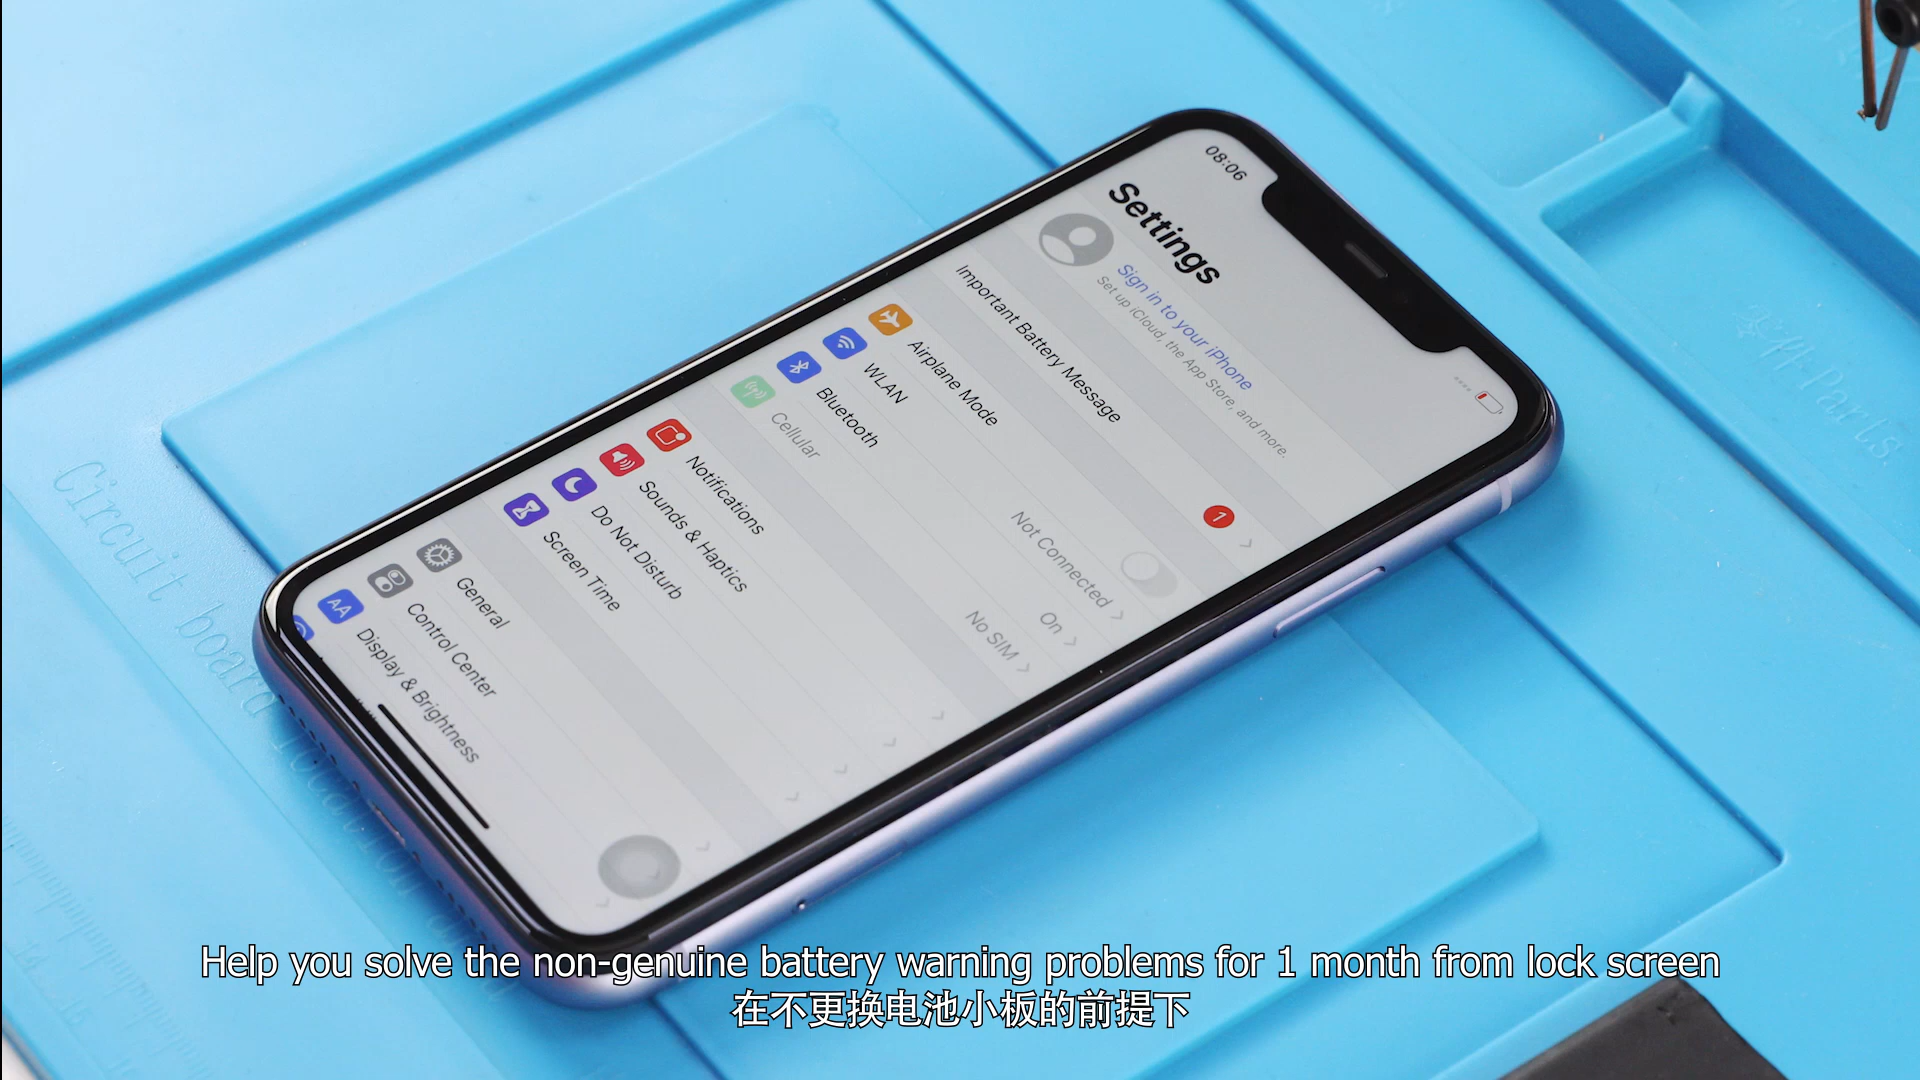 08:06
Settings
Sign in to your iPhone
Set up iCloud, the App Store, and more.
Important Battery Message
1
Airplane Mode
WLAN
Not Connected
Bluetooth
On
Cellular
No SIM
Notifications
Sounds & Haptics
Do Not Disturb
Screen Time
General
Control Center
AA
Display & Brightness
Circuit board location
Parts
Help you solve the non-genuine battery warning problems for 1 month from lock screen
在不更换电池小板的前提下